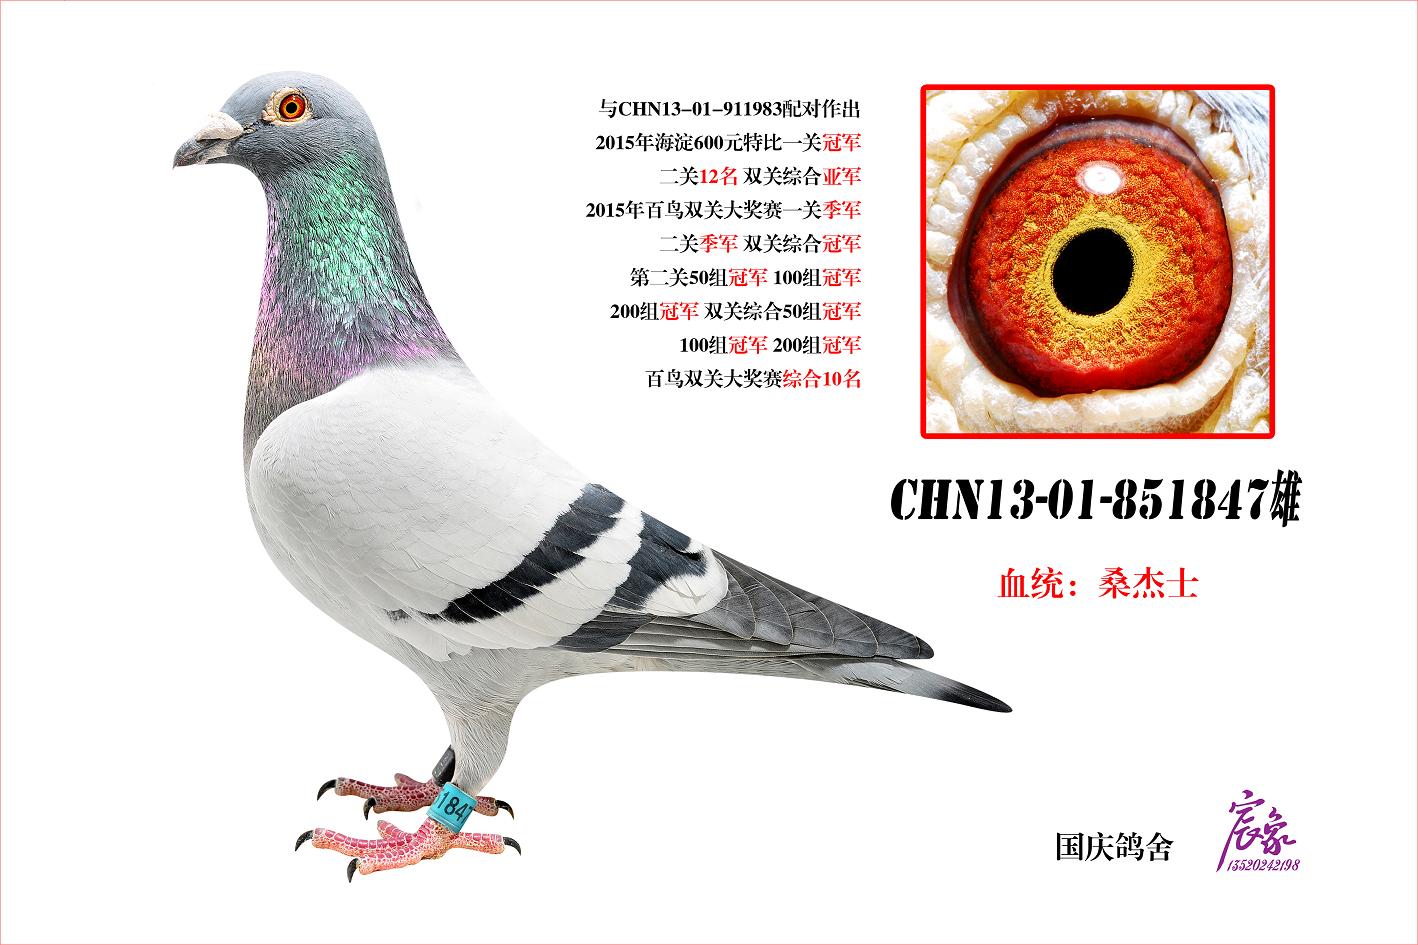 与CHN13-01-911983配对作出
2015年海淀600元特比一关冠军
二关12名 双关综合亚军
2015年百鸟双关大奖赛一关季军
二关季军 双关综合冠军
第二关50组冠军 100组冠军
200组冠军 双关综合50组冠军
100组冠军 200组冠军
百鸟双关大奖赛综合10名
CHN13-01-851847雄
血统：桑杰士
1847
国庆鸽舍
宸象
13520242198